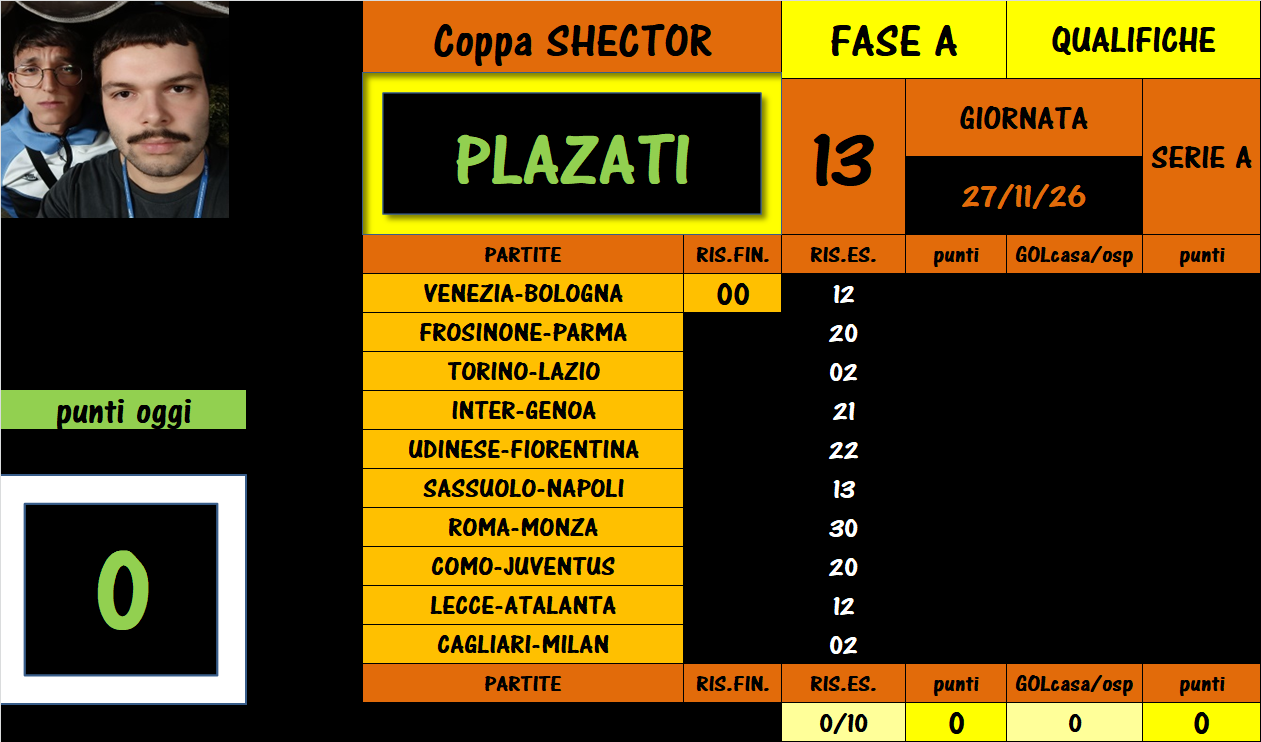 Coppa SHECTOR FASE A QUALIFICHE
PLAZATI 13 GIORNATA SERIE A
27/11/26
PARTITE RIS.FIN. RIS.ES. punti GOLcasa/osp punti
VENEZIA-BOLOGNA 00 12
FROSINONE-PARMA 20
TORINO-LAZIO 02
punti oggi
INTER-GENOA 21
UDINESE-FIORENTINA 22
SASSUOLO-NAPOLI 13
ROMA-MONZA 30
0
COMO-JUVENTUS 20
LECCE-ATALANTA 12
CAGLIARI-MILAN 02
PARTITE RIS.FIN. RIS.ES. punti GOLcasa/osp punti
0/10 0 0 0